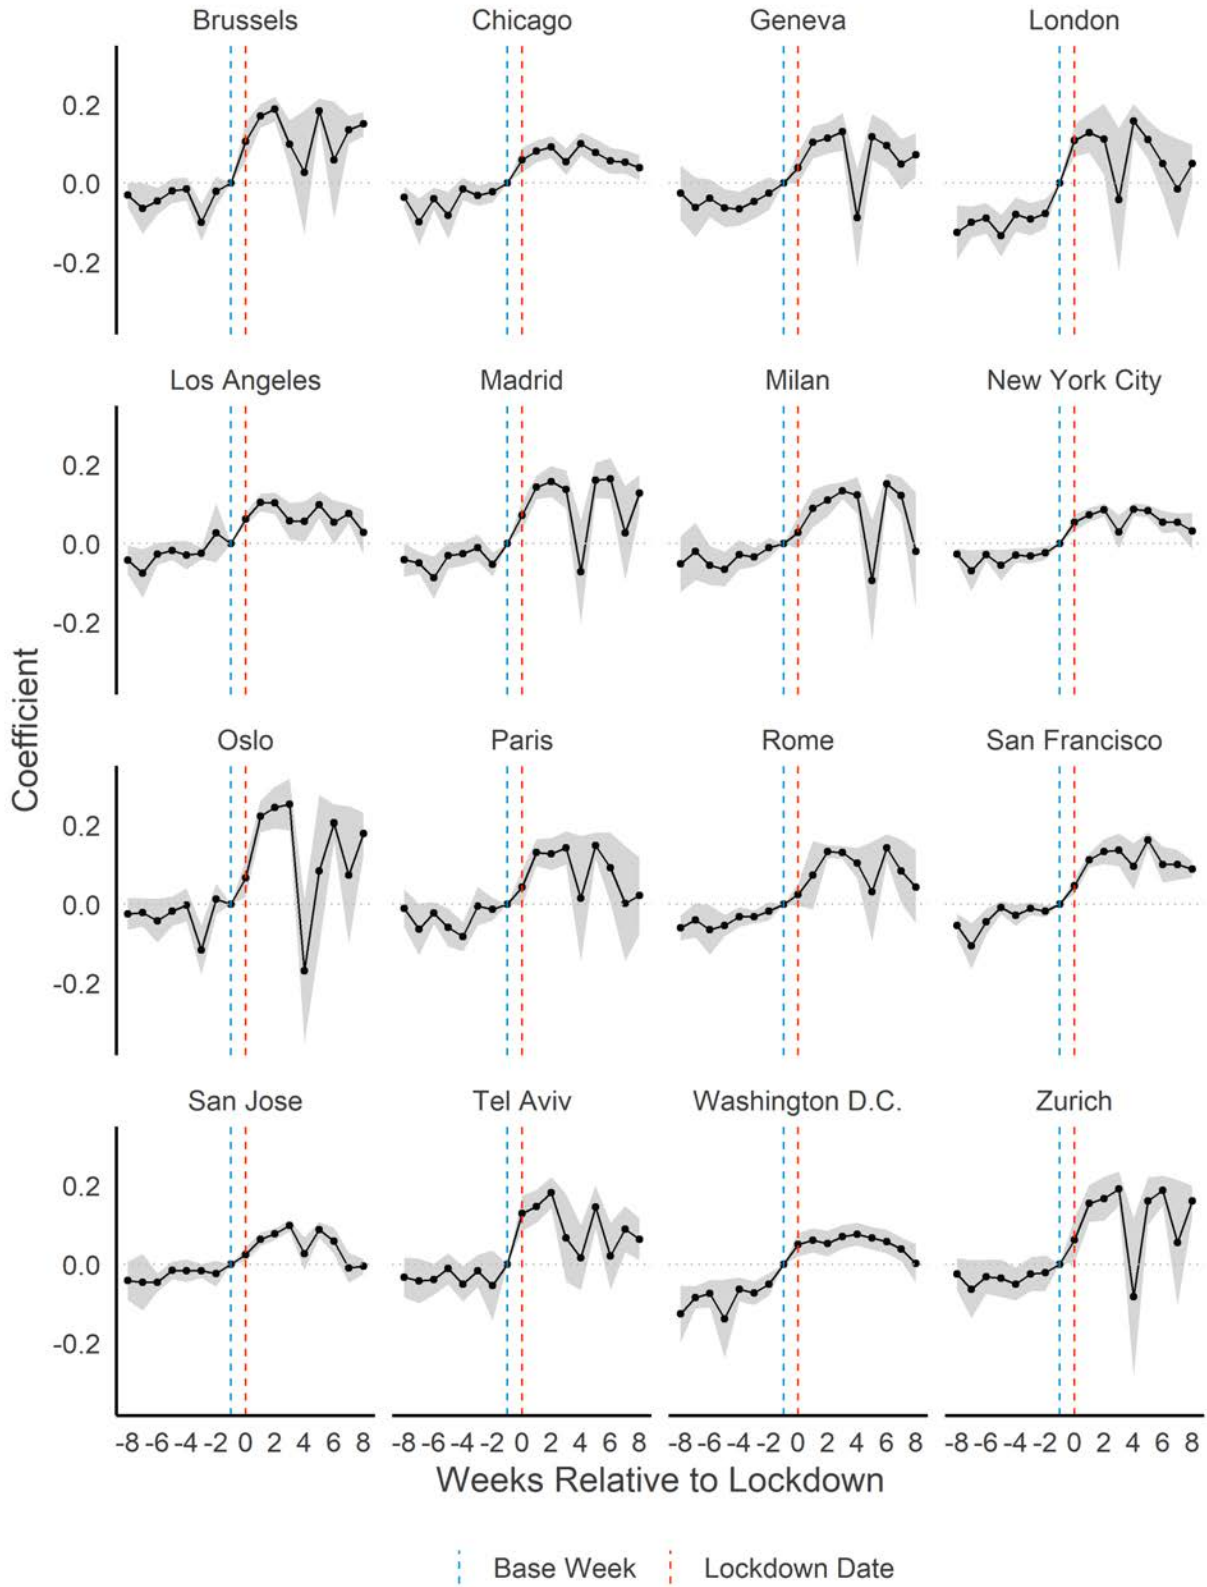 Brussels Chicago Geneva London
0.2
0.0
-0.2
Los Angeles Madrid Milan New York City
0.2
0.0
-0.2
Coefficient
Oslo Paris Rome San Francisco
0.2
0.0
-0.2
San Jose Tel Aviv Washington D.C. Zurich
0.2
0.0
-0.2
-8 -6 -4 -2 0 2 4 6 8 -8 -6 -4 -2 0 2 4 6 8 -8 -6 -4 -2 0 2 4 6 8 -8 -6 -4 -2 0 2 4 6 8
Weeks Relative to Lockdown
Base Week Lockdown Date